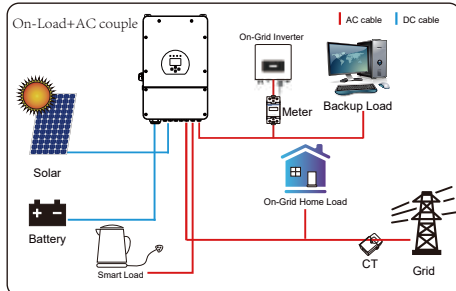 On-Load+AC couple
AC cable
DC cable
On-Grid Inverter
Meter
Backup Load
Solar
On-Grid Home Load
Battery
Smart Load
CT
Grid